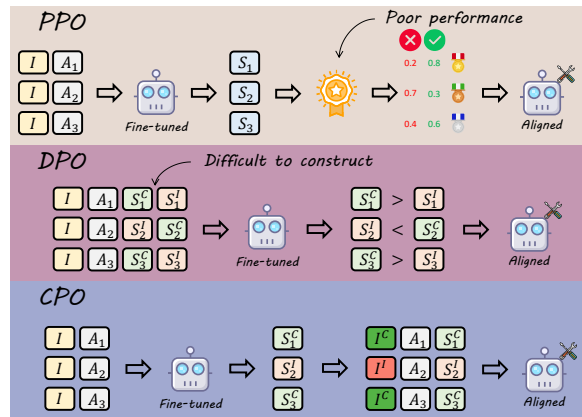 PPO
Poor performance
I A₁ S₁ 0.2 0.8
I A₂ S₂ 0.7 0.3
I A₃ S₃ 0.4 0.6
Fine-tuned Aligned
DPO
Difficult to construct
I A₁ S₁ᶜ S₁ᴵ S₁ᶜ > S₁ᴵ
I A₂ S₂ᴵ S₂ᶜ S₂ᴵ < S₂ᶜ
I A₃ S₃ᶜ S₃ᴵ S₃ᶜ > S₃ᴵ
Fine-tuned Aligned
CPO
I A₁ S₁ᶜ Iᶜ A₁ S₁ᶜ
I A₂ S₂ᴵ Iᴵ A₂ S₂ᴵ
I A₃ S₃ᶜ Iᶜ A₃ S₃ᶜ
Fine-tuned Aligned